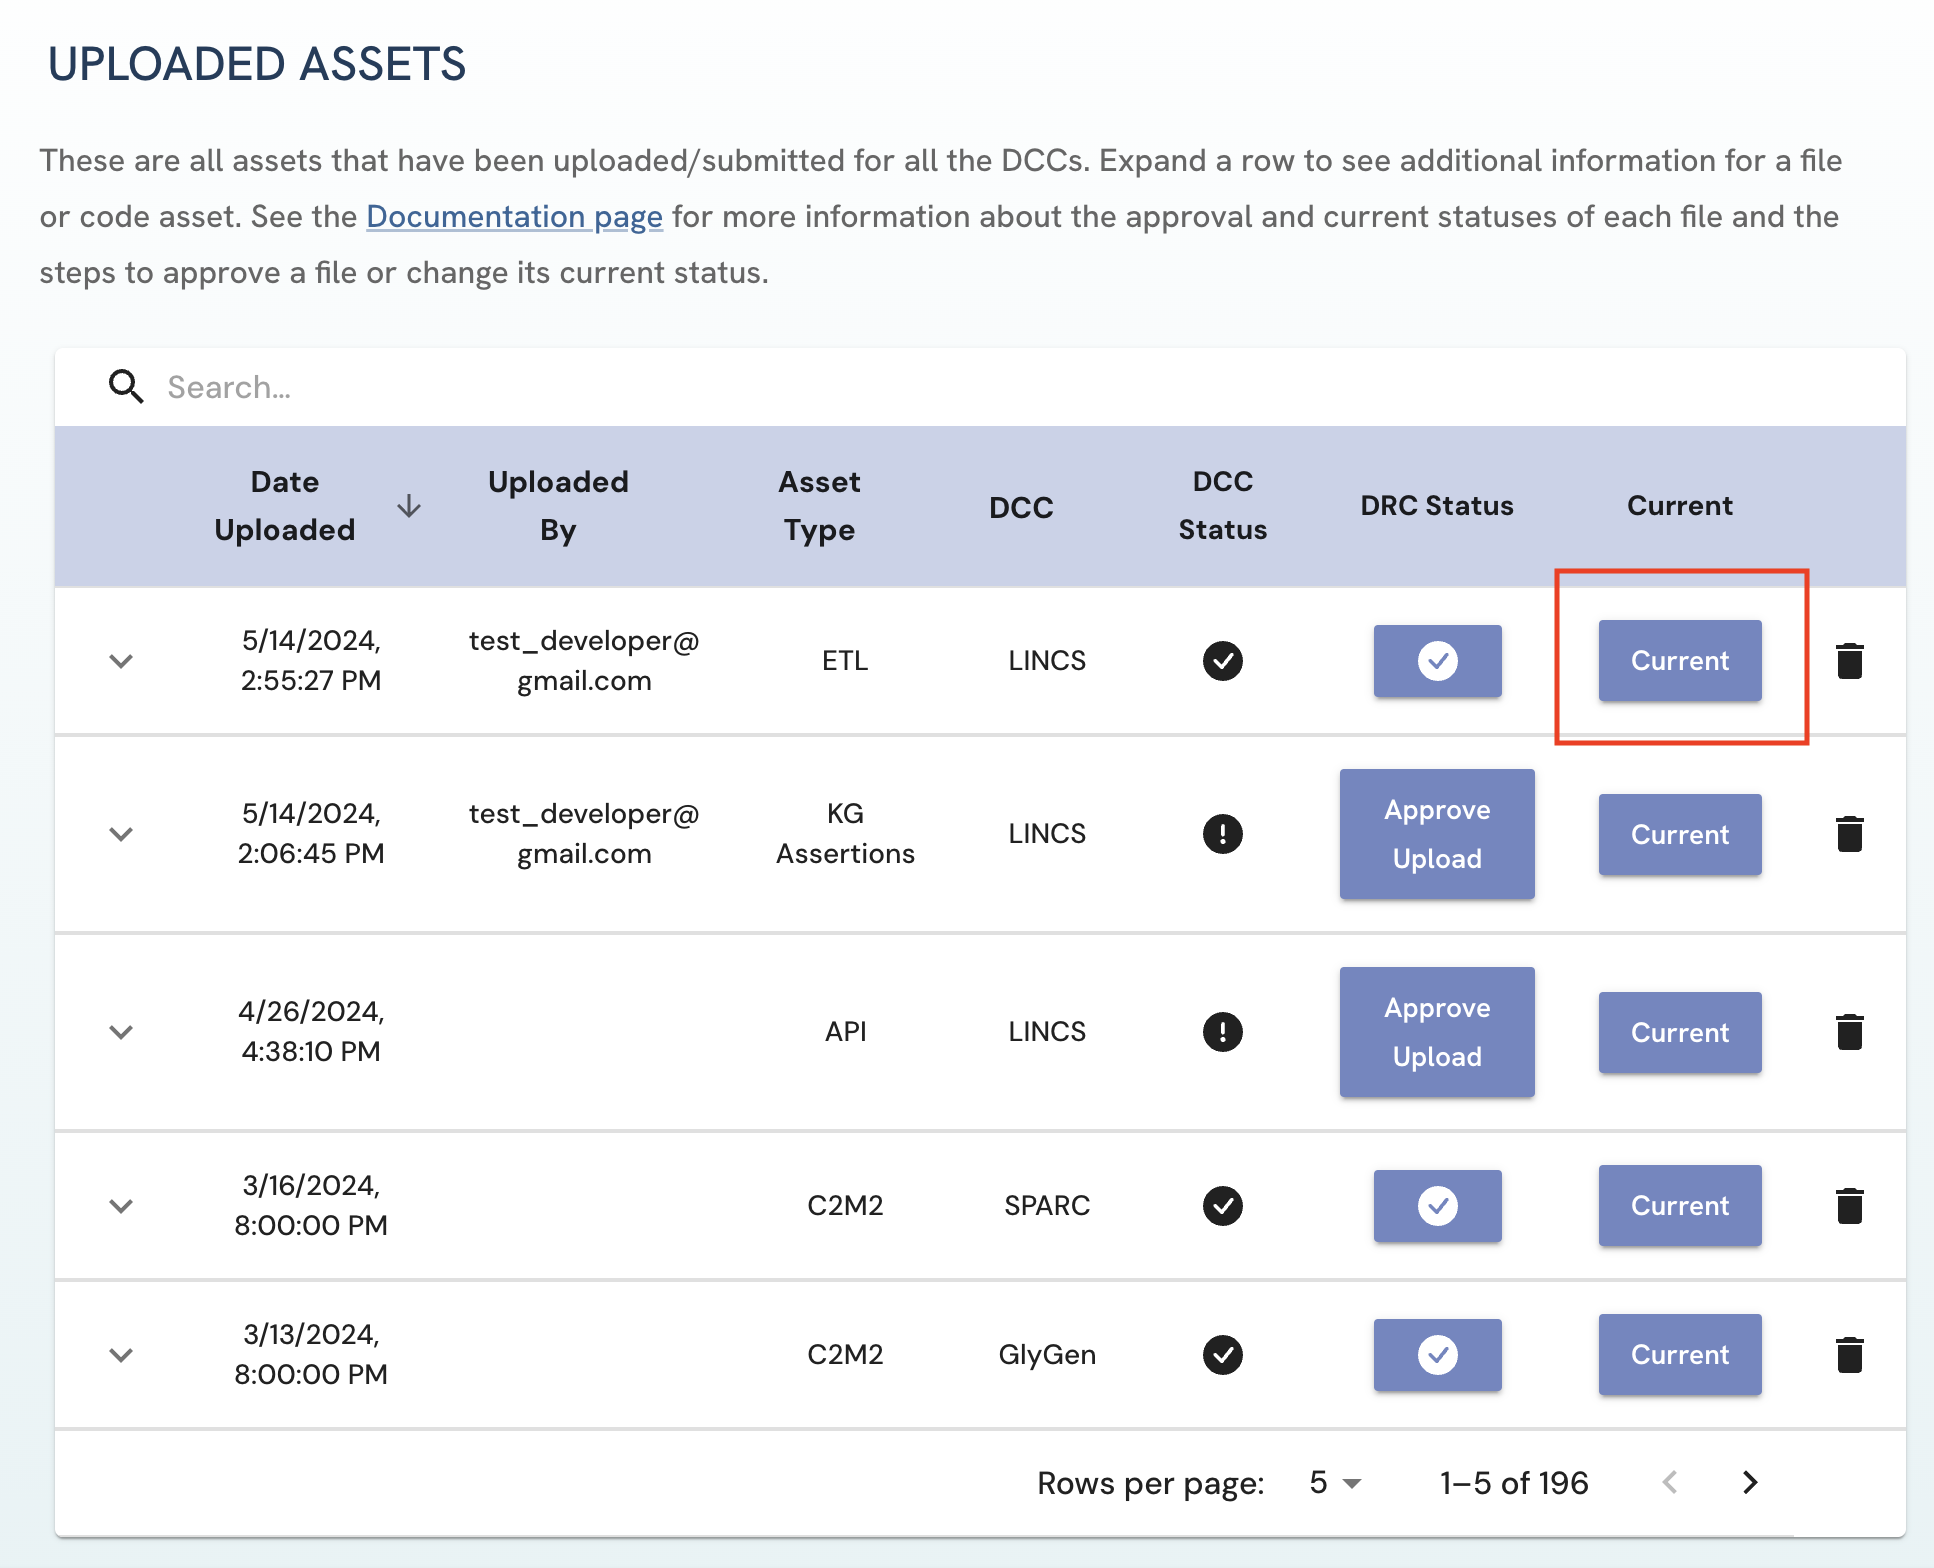 UPLOADED ASSETS
These are all assets that have been uploaded/submitted for all the DCCs. Expand a row to see additional information for a file
or code asset. See the Documentation page for more information about the approval and current statuses of each file and the
steps to approve a file or change its current status.
Search...
Date Uploaded
Uploaded By
Asset Type
DCC
DCC Status
DRC Status
Current
5/14/2024,
2:55:27 PM
test_developer@
gmail.com
ETL
LINCS
Current
5/14/2024,
2:06:45 PM
test_developer@
gmail.com
KG
Assertions
LINCS
Approve
Upload
Current
4/26/2024,
4:38:10 PM
API
LINCS
Approve
Upload
Current
3/16/2024,
8:00:00 PM
C2M2
SPARC
Current
3/13/2024,
8:00:00 PM
C2M2
GlyGen
Current
Rows per page: 5 1–5 of 196